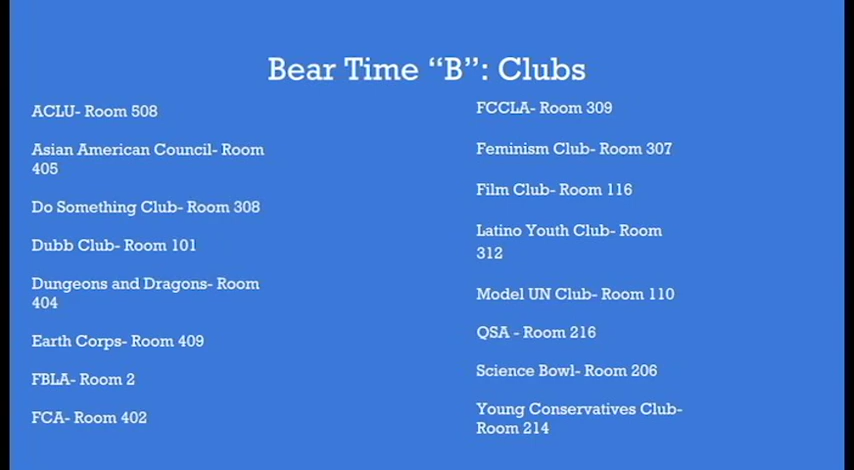 Bear Time “B”: Clubs
ACLU- Room 508
Asian American Council- Room
405
Do Something Club- Room 308
Dubb Club- Room 101
Dungeons and Dragons- Room
404
Earth Corps- Room 409
FBLA- Room 2
FCA- Room 402
FCCLA- Room 309
Feminism Club- Room 307
Film Club- Room 116
Latino Youth Club- Room
312
Model UN Club- Room 110
QSA - Room 216
Science Bowl- Room 206
Young Conservatives Club-
Room 214